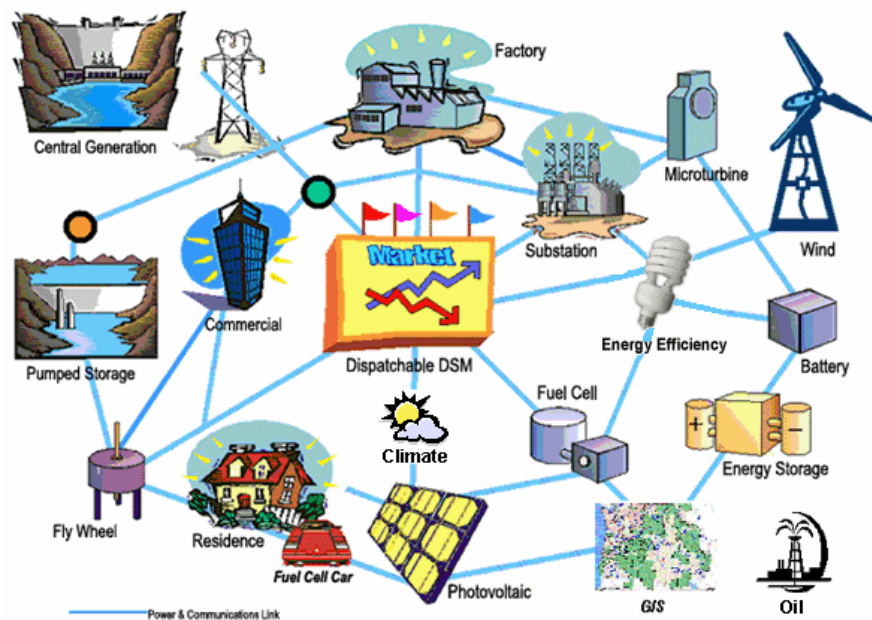 Factory
Central Generation
Microturbine
Substation
Wind
Market
Commercial
Energy Efficiency
Pumped Storage
Dispatchable DSM
Battery
Fuel Cell
Climate
+ −
Energy Storage
Fly Wheel
Residence
Fuel Cell Car
Photovoltaic
GIS
Oil
Power & Communications Link